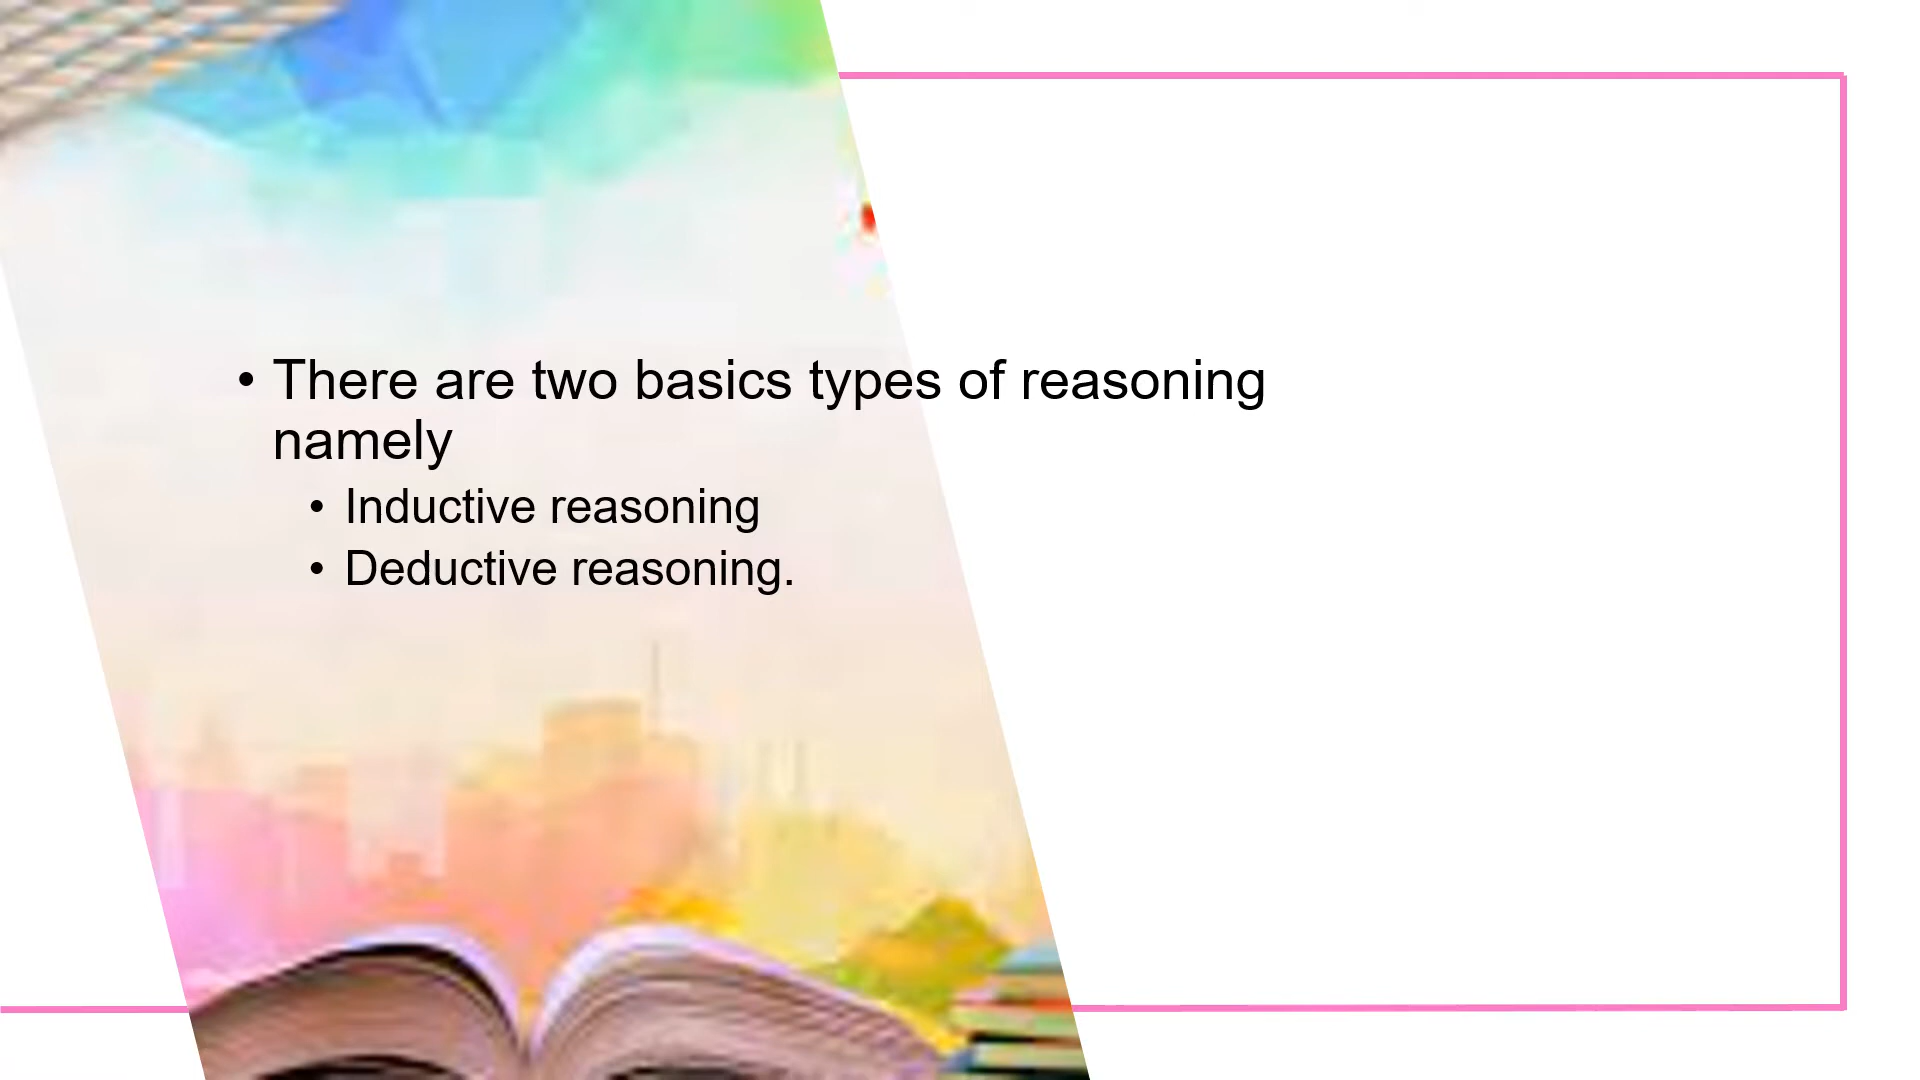 • There are two basics types of reasoning
namely
• Inductive reasoning
• Deductive reasoning.